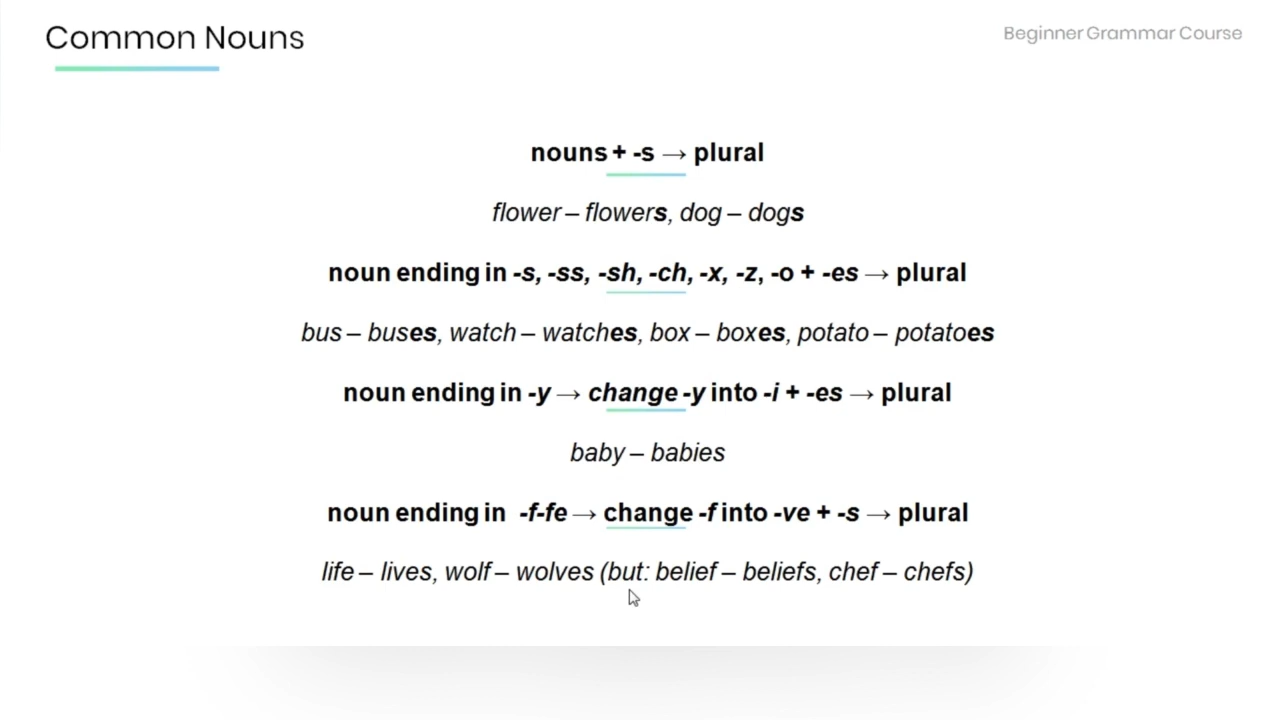 Common Nouns
Beginner Grammar Course
nouns + -s → plural
flower – flowers, dog – dogs
noun ending in -s, -ss, -sh, -ch, -x, -z, -o + -es → plural
bus – buses, watch – watches, box – boxes, potato – potatoes
noun ending in -y → change -y into -i + -es → plural
baby – babies
noun ending in -f-fe → change -f into -ve + -s → plural
life – lives, wolf – wolves (but: belief – beliefs, chef – chefs)